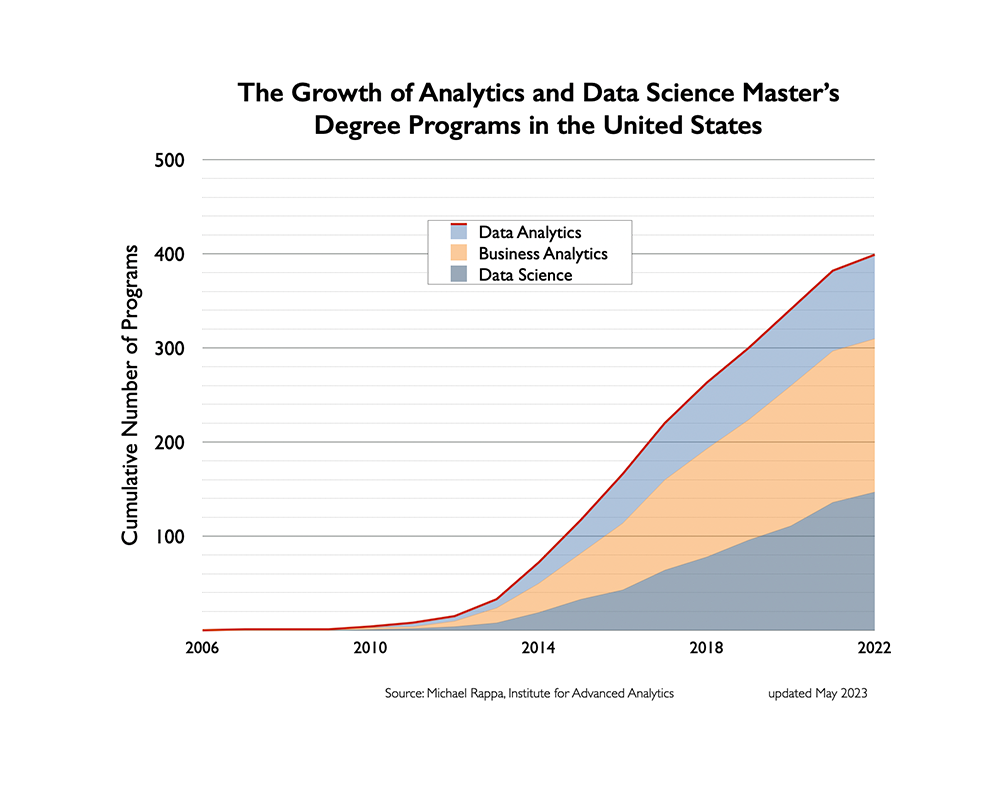 The Growth of Analytics and Data Science Master's
Degree Programs in the United States
Cumulative Number of Programs
500
400
300
200
100
Data Analytics
Business Analytics
Data Science
2006 2010 2014 2018 2022
Source: Michael Rappa, Institute for Advanced Analytics
updated May 2023